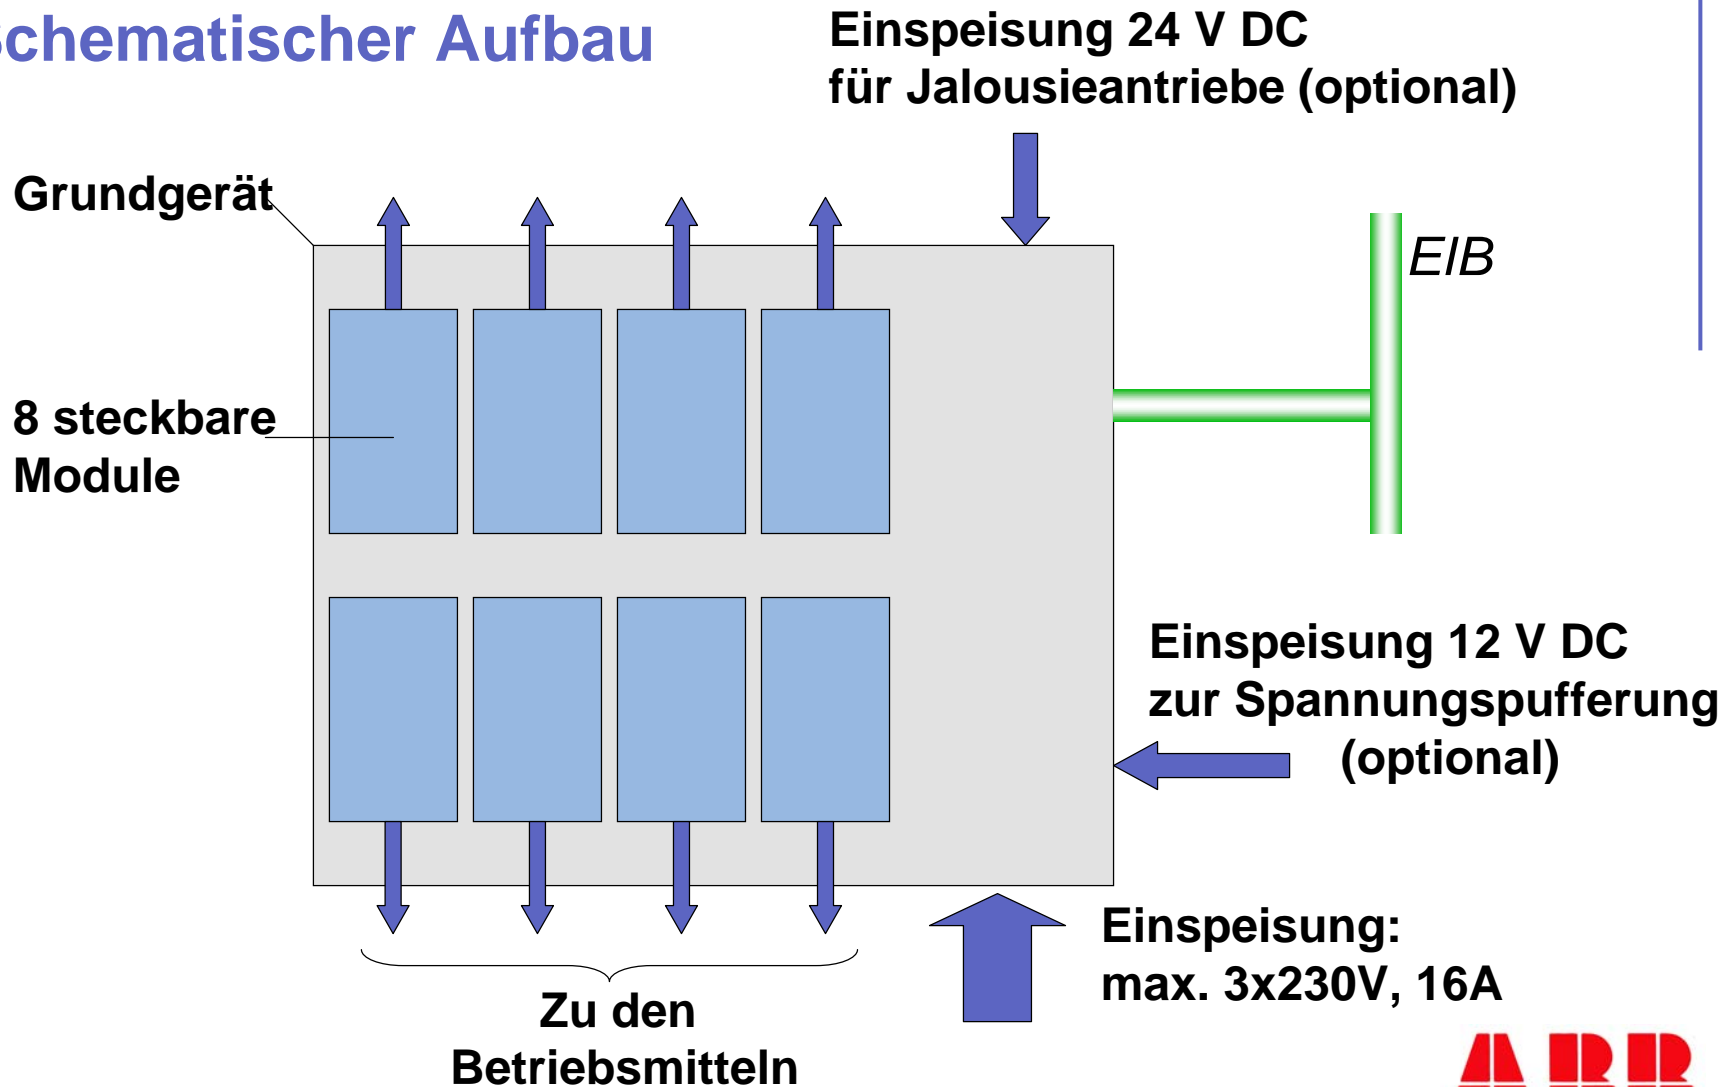 Schematischer Aufbau
Einspeisung 24 V DC
für Jalousieantriebe (optional)
Grundgerät
EIB
8 steckbare
Module
Einspeisung 12 V DC
zur Spannungspufferung
(optional)
Einspeisung:
max. 3x230V, 16A
Zu den
Betriebsmitteln
ABB